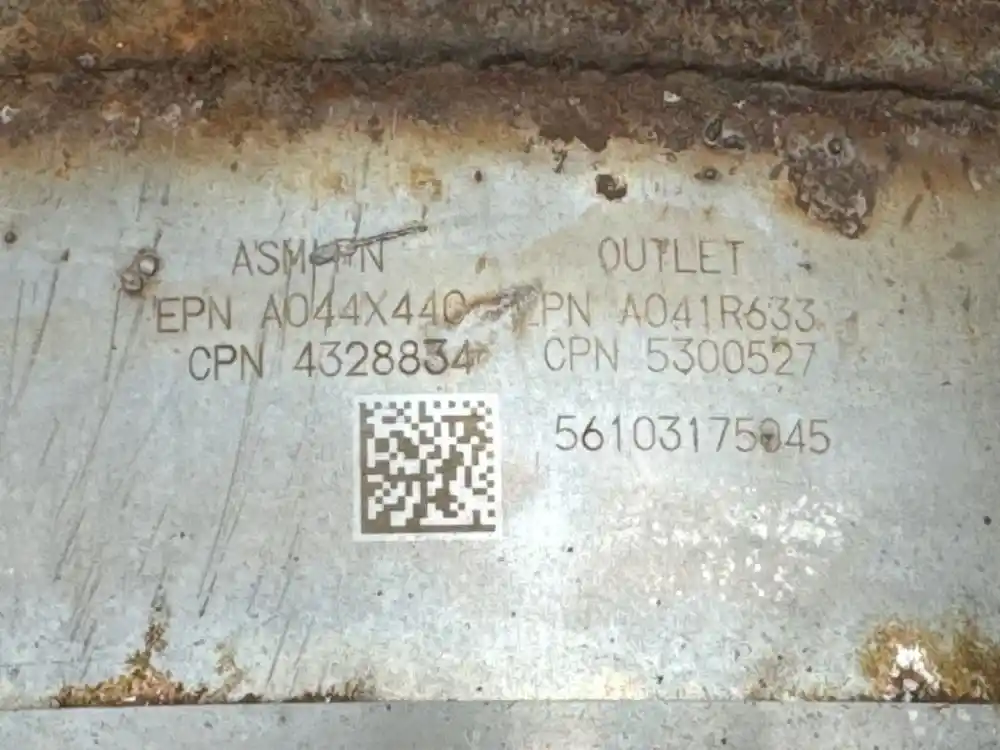 ASM PN OUTLET
EPN A044X440 EPN A041R633
CPN 4328834 CPN 5300527
56103175045